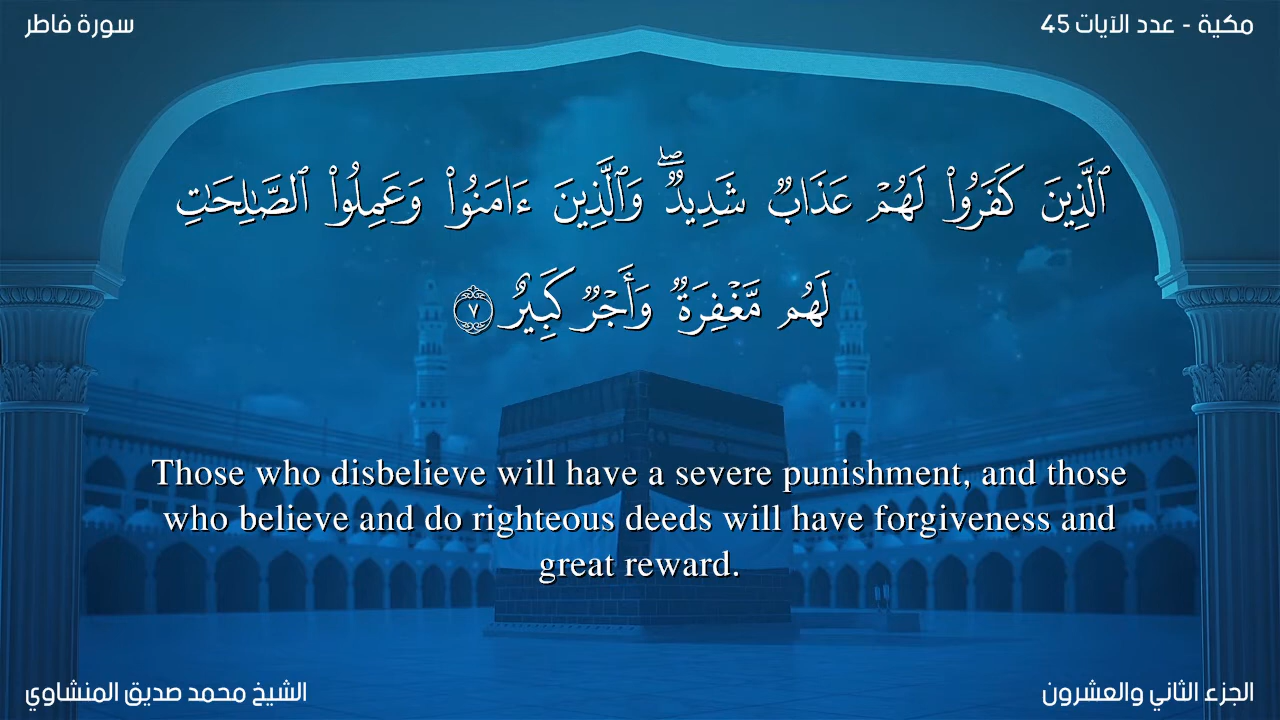 سورة فاطر
مكية - عدد الآيات 45
ٱلَّذِينَ كَفَرُوا۟ لَهُمْ عَذَابٌ شَدِيدٌ ۖ وَٱلَّذِينَ ءَامَنُوا۟ وَعَمِلُوا۟ ٱلصَّـٰلِحَـٰتِ
لَهُم مَّغْفِرَةٌ وَأَجْرٌ كَبِيرٌ ٧
Those who disbelieve will have a severe punishment, and those
who believe and do righteous deeds will have forgiveness and
great reward.
الشيخ محمد صديق المنشاوي
الجزء الثاني والعشرون